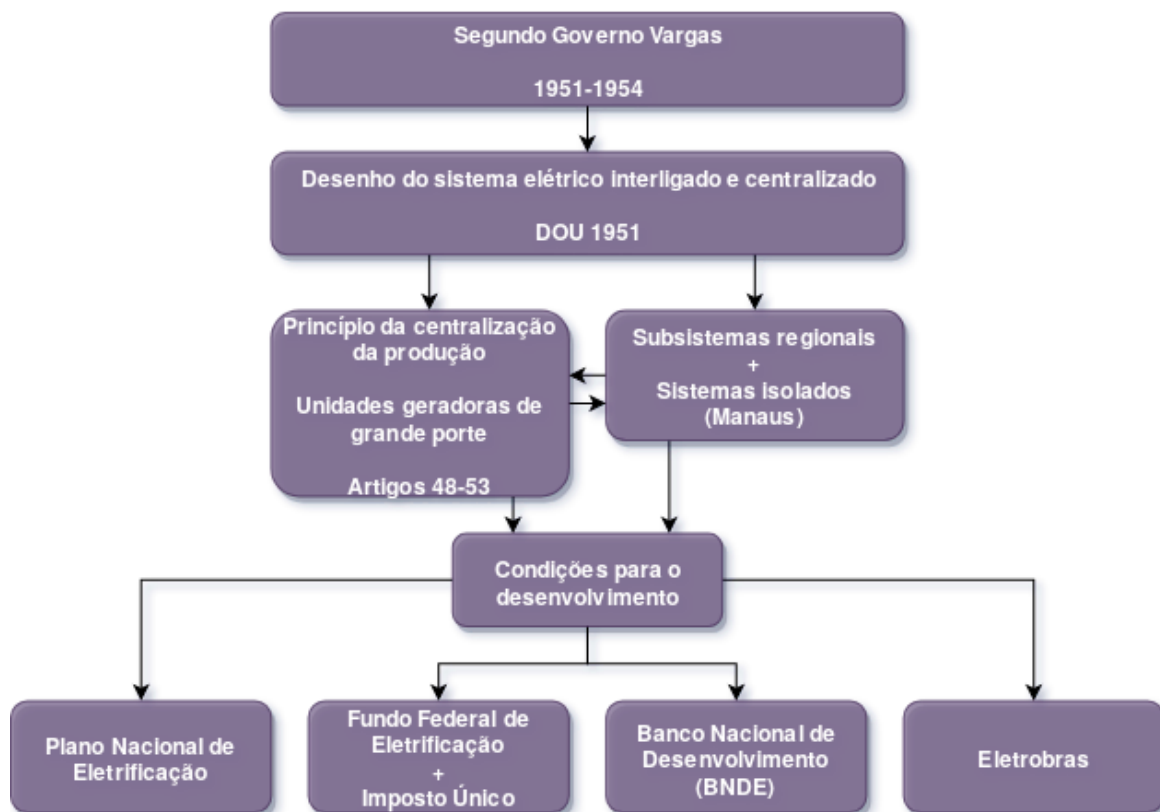 Segundo Governo Vargas
1951-1954
Desenho do sistema elétrico interligado e centralizado
DOU 1951
Princípio da centralização
da produção
Unidades geradoras de
grande porte
Artigos 48-53
Subsistemas regionais
+
Sistemas isolados
(Manaus)
Condições para o
desenvolvimento
Plano Nacional de
Eletrificação
Fundo Federal de
Eletrificação
+
Imposto Único
Banco Nacional de
Desenvolvimento
(BNDE)
Eletrobras